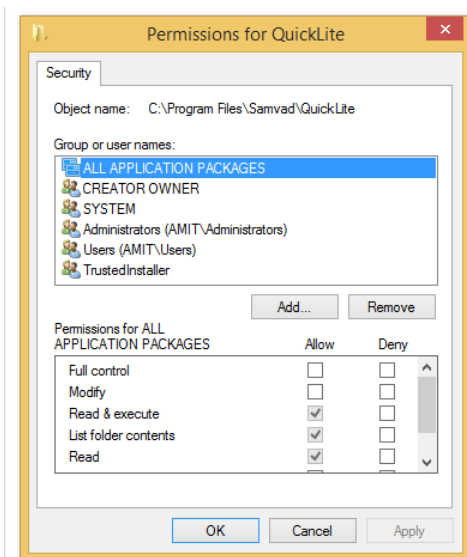 Permissions for QuickLite
Security
Object name: C:\Program Files\Samvad\QuickLite
Group or user names:
ALL APPLICATION PACKAGES
CREATOR OWNER
SYSTEM
Administrators (AMIT\Administrators)
Users (AMIT\Users)
TrustedInstaller
Add... Remove
Permissions for ALL
APPLICATION PACKAGES Allow Deny
Full control
Modify
Read & execute
List folder contents
Read
OK Cancel Apply